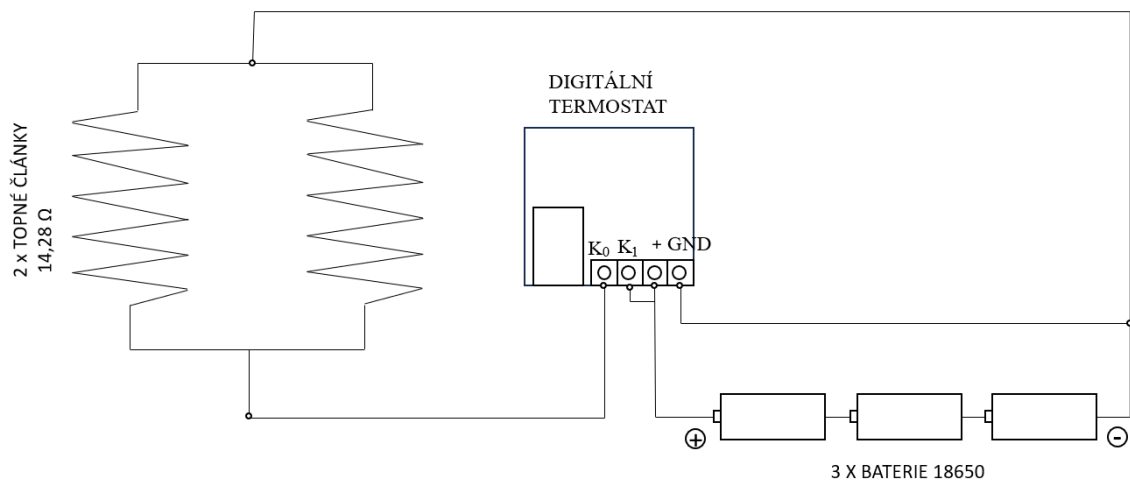 2 x TOPNÉ ČLÁNKY
14,28 Ω
DIGITÁLNÍ
TERMOSTAT
K₀ K₁ + GND
+
-
3 X BATERIE 18650